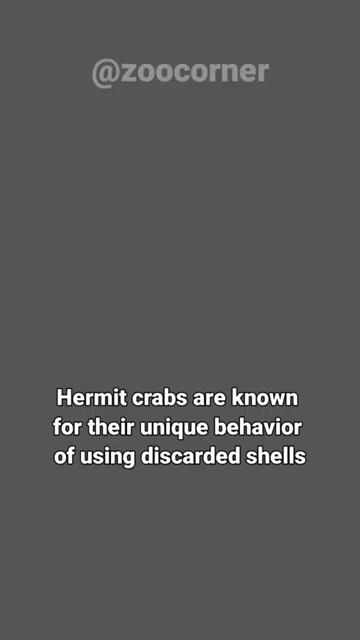 @zoocorner
Hermit crabs are known
for their unique behavior
of using discarded shells